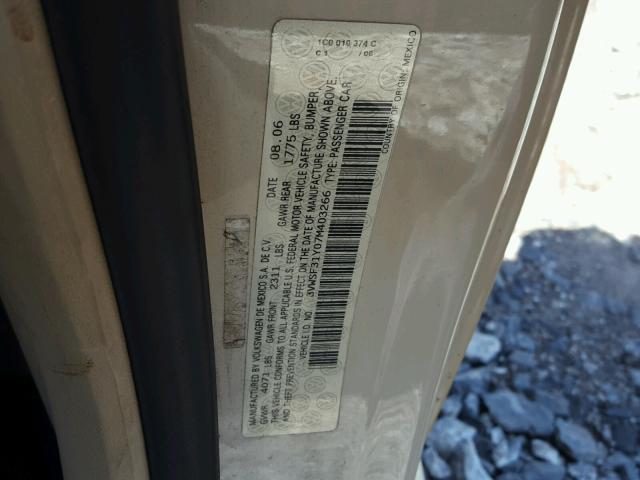 MANUFACTURED BY VOLKSWAGEN DE MEXICO S.A. DE C.V. DATE 08.06
GVWR 4071 LBS GAWR FRONT 2311 LBS GAWR REAR 1775 LBS
THIS VEHICLE CONFORMS TO ALL APPLICABLE U.S. FEDERAL MOTOR VEHICLE SAFETY, BUMPER,
AND THEFT PREVENTION STANDARDS IN EFFECT ON THE DATE OF MANUFACTURE SHOWN ABOVE.
VEHICLE I.D. NO. 3VWSF31Y07M403266 TYPE: PASSENGER CAR
1C0 010 374 C
COUNTRY OF ORIGIN: MEXICO